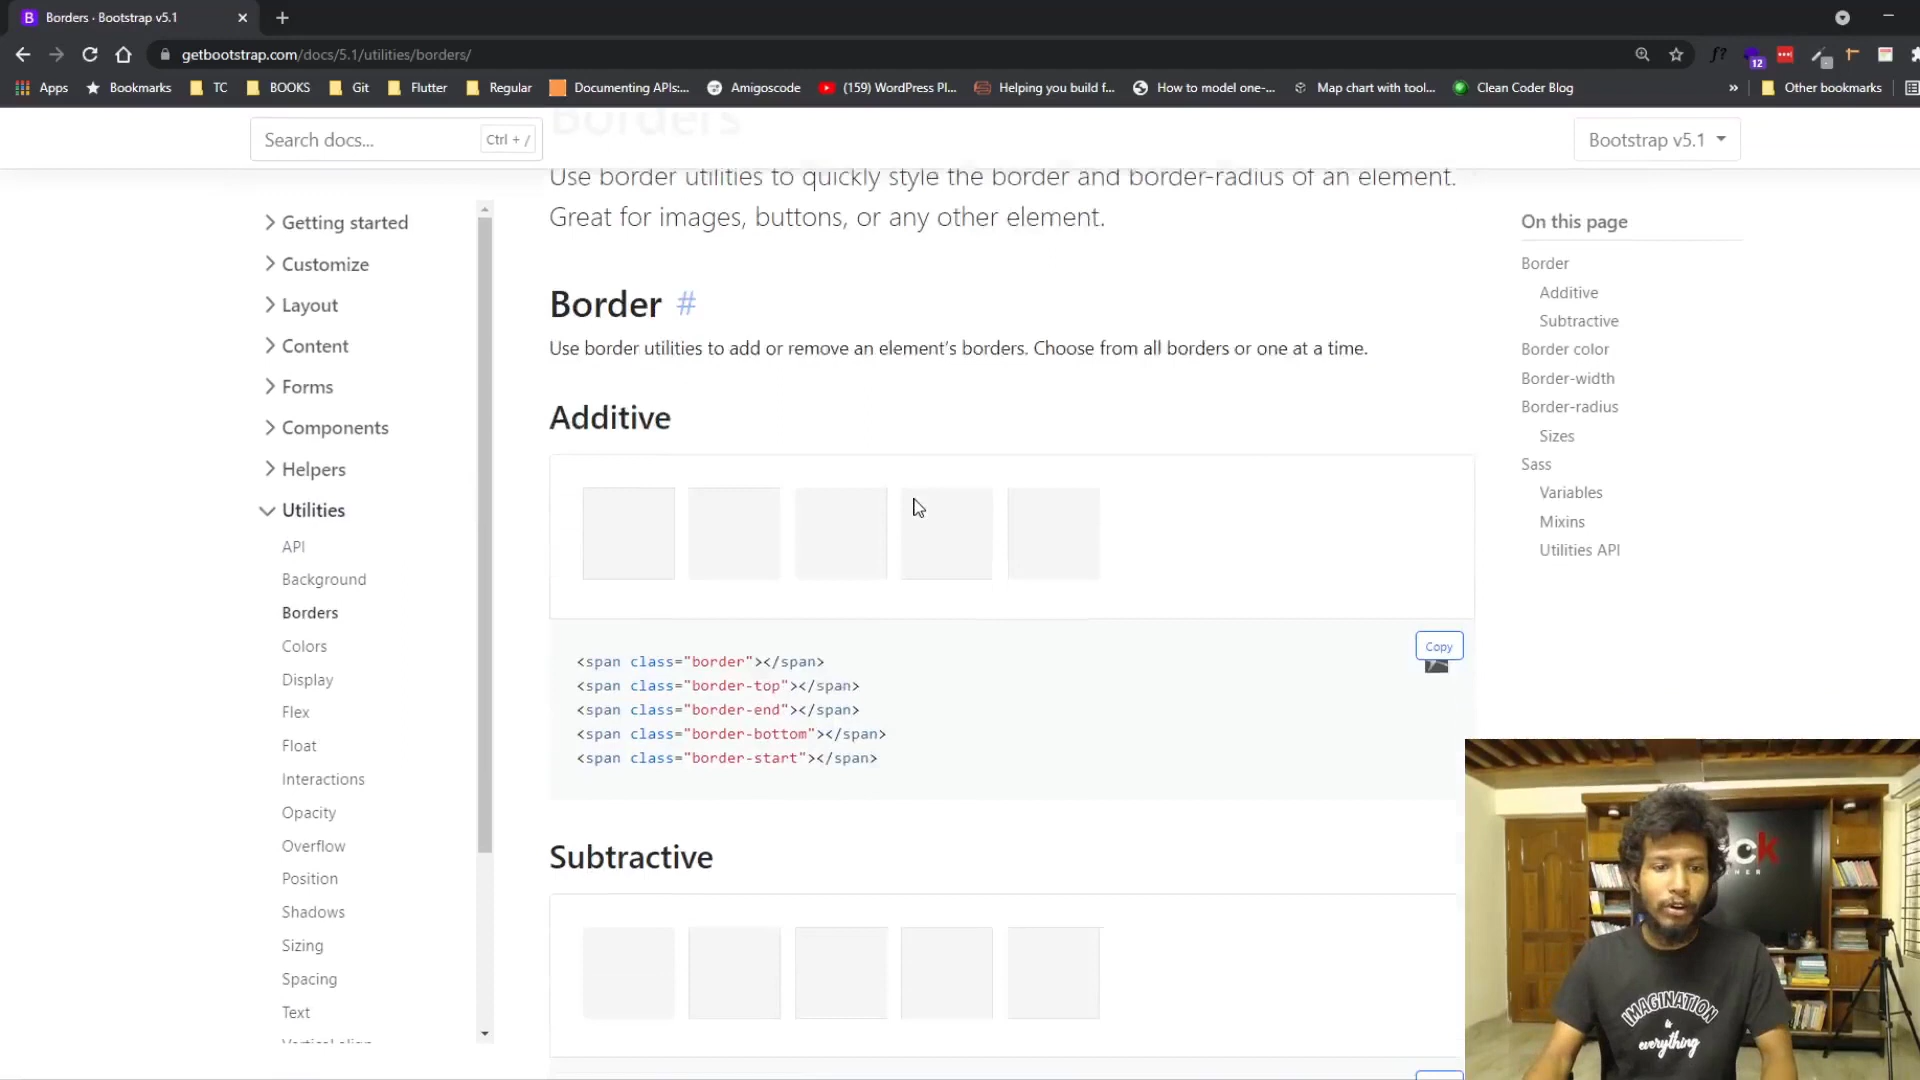 Borders · Bootstrap v5.1
getbootstrap.com/docs/5.1/utilities/borders/
12
Apps
Bookmarks
TC
BOOKS
Git
Flutter
Regular
Documenting APIs:...
Amigoscode
(159) WordPress Pl...
Helping you build f...
How to model one-...
Map chart with tool...
Clean Coder Blog
»
Other bookmarks
Search docs...
Ctrl + /
Borders
Bootstrap v5.1
Use border utilities to quickly style the border and border-radius of an element.
Great for images, buttons, or any other element.
Getting started
Customize
Layout
Content
Forms
Components
Helpers
Utilities
API
Background
Borders
Colors
Display
Flex
Float
Interactions
Opacity
Overflow
Position
Shadows
Sizing
Spacing
Text
Vertical align
Border #
Use border utilities to add or remove an element's borders. Choose from all borders or one at a time.
Additive
Copy
<span class="border"></span>
<span class="border-top"></span>
<span class="border-end"></span>
<span class="border-bottom"></span>
<span class="border-start"></span>
Subtractive
On this page
Border
Additive
Subtractive
Border color
Border-width
Border-radius
Sizes
Sass
Variables
Mixins
Utilities API
IMAGINATION
is
everything